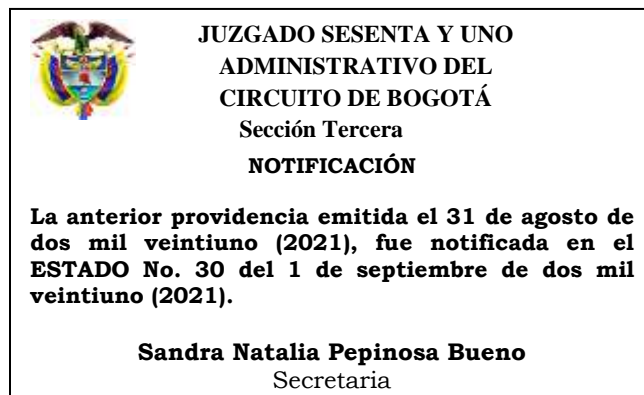 JUZGADO SESENTA Y UNO
ADMINISTRATIVO DEL
CIRCUITO DE BOGOTÁ
Sección Tercera
NOTIFICACIÓN
La anterior providencia emitida el 31 de agosto de
dos mil veintiuno (2021), fue notificada en el
ESTADO No. 30 del 1 de septiembre de dos mil
veintiuno (2021).
Sandra Natalia Pepinosa Bueno
Secretaria